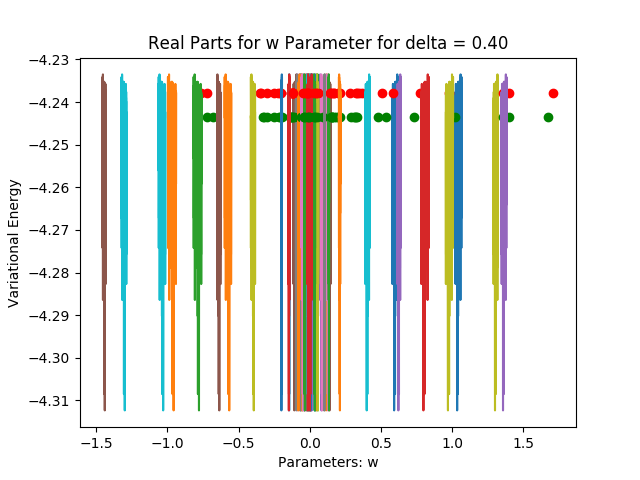 Real Parts for w Parameter for delta = 0.40
−4.23
−4.24
−4.25
−4.26
−4.27
−4.28
−4.29
−4.30
−4.31
Variational Energy
−1.5 −1.0 −0.5 0.0 0.5 1.0 1.5
Parameters: w